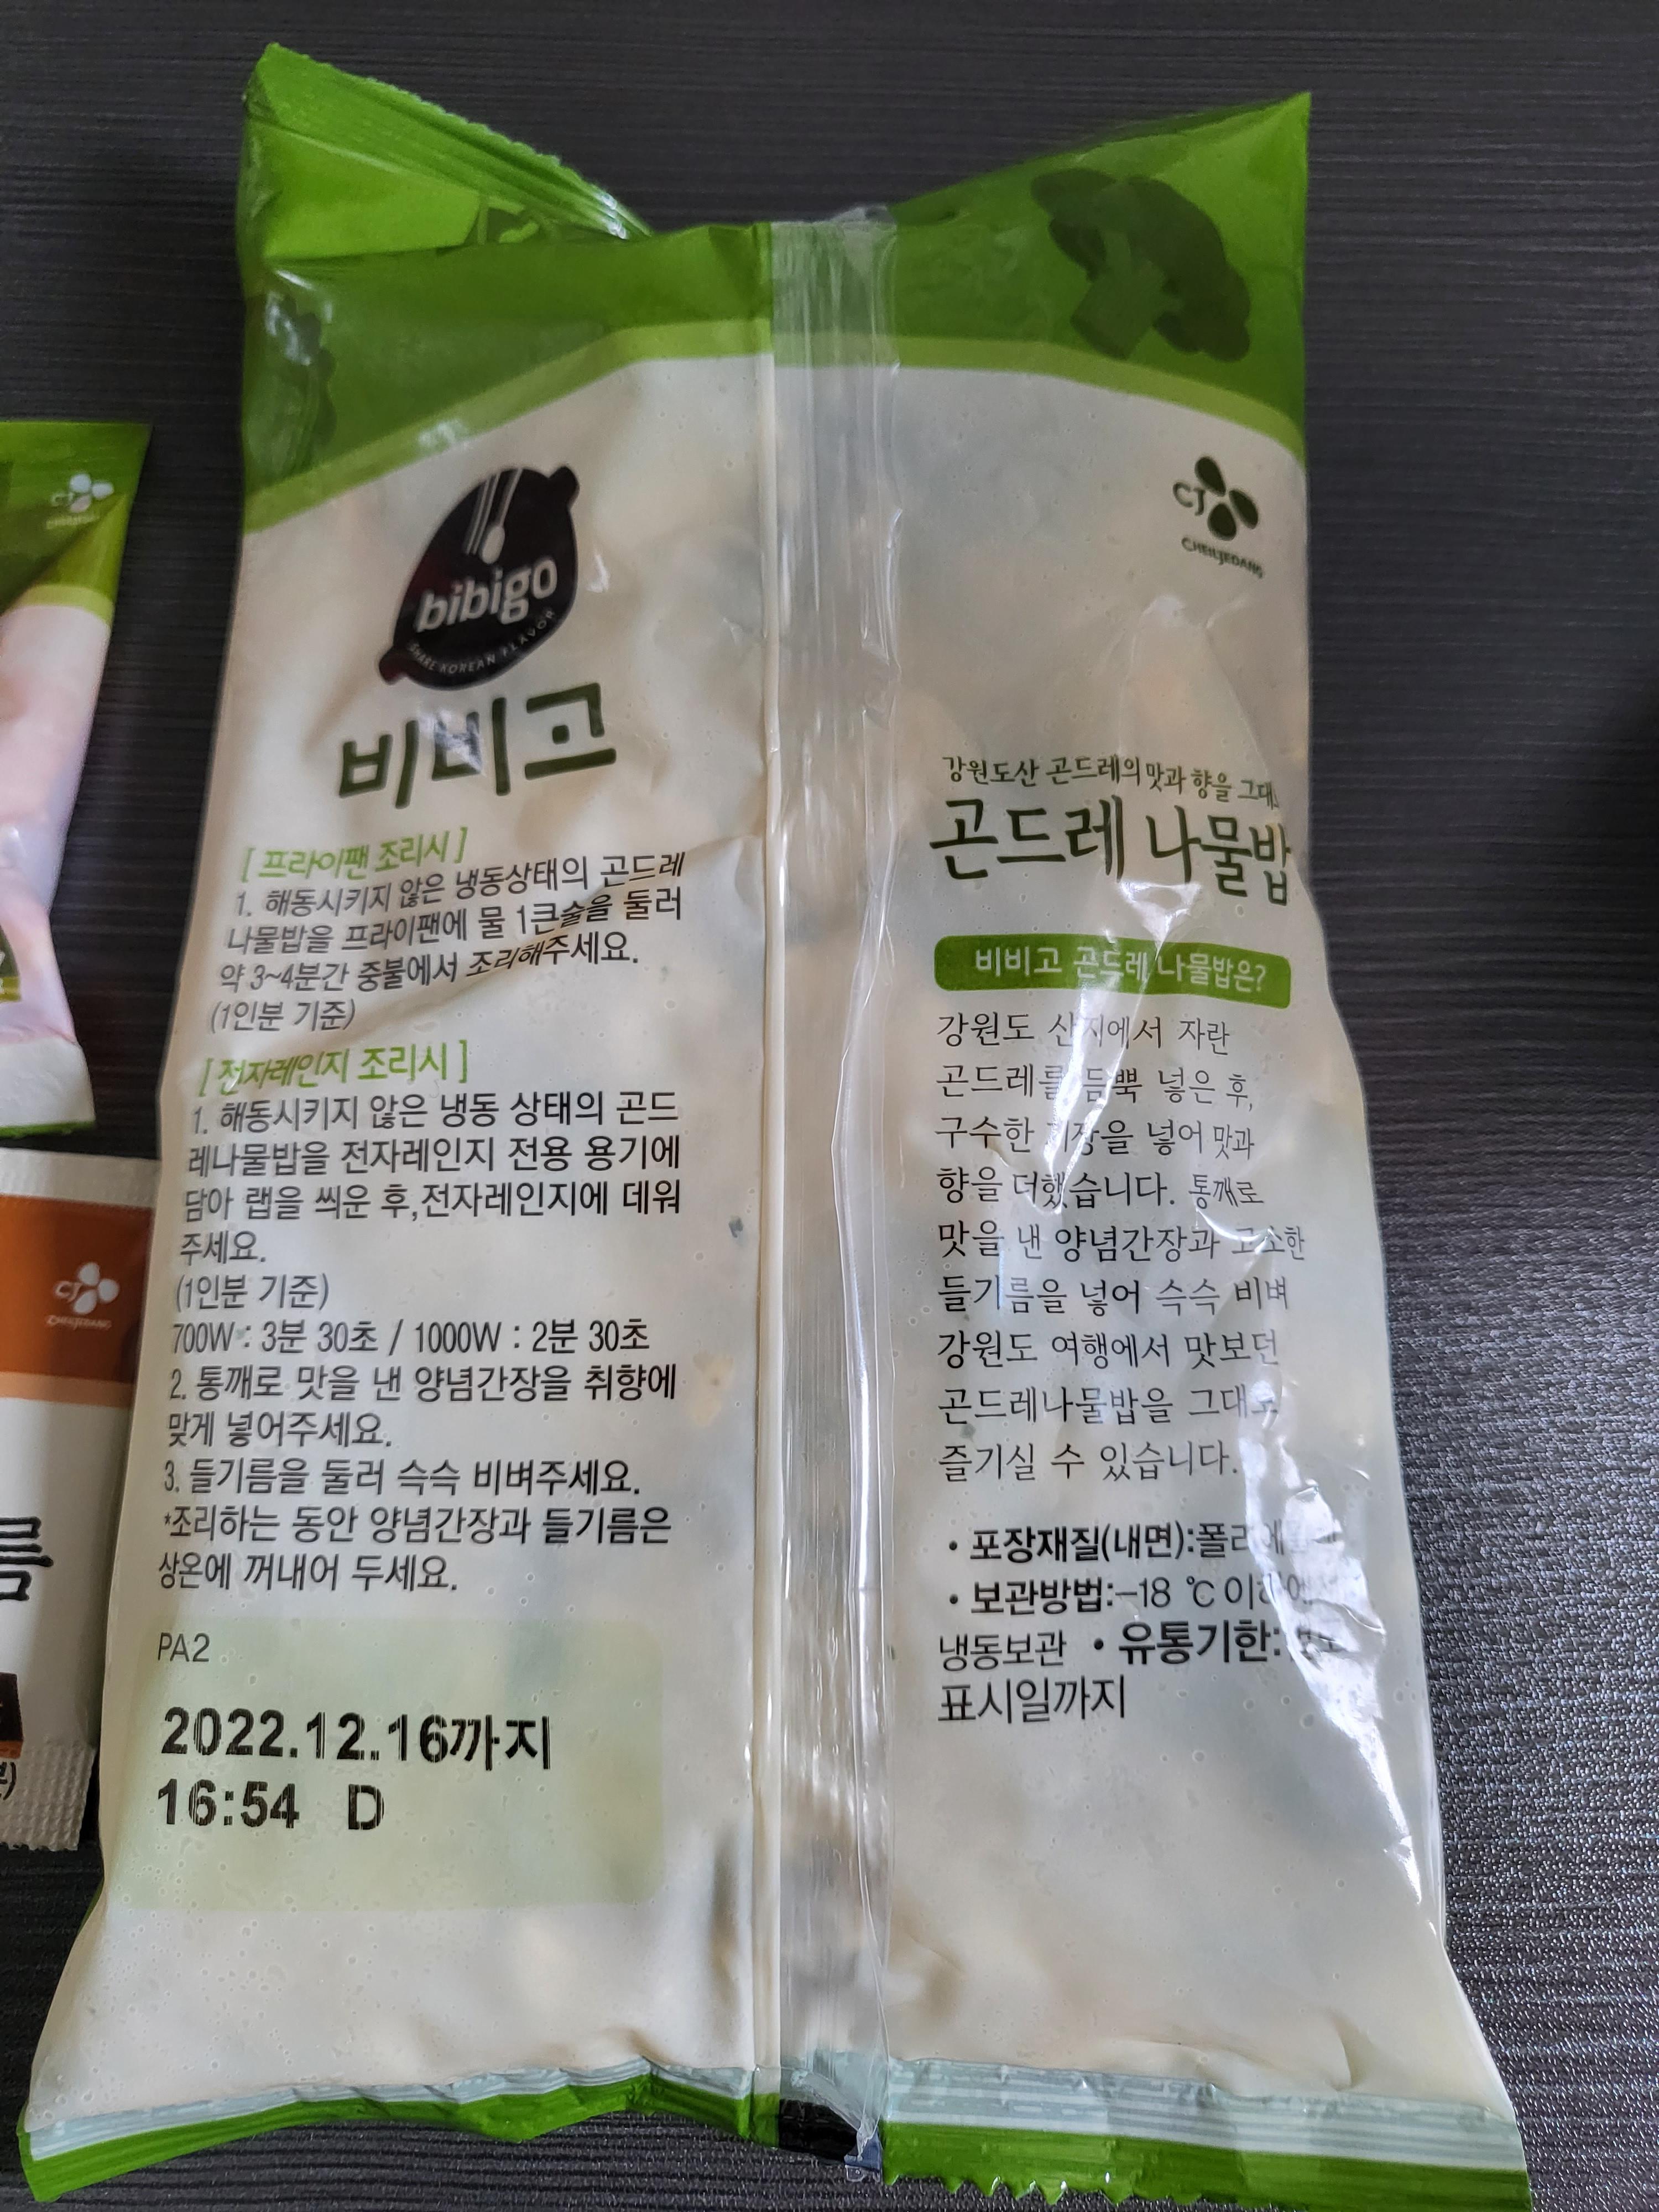 bibigo
SHARE KOREAN FLAVOR
비비고
[ 프라이팬 조리시 ]
1. 해동시키지 않은 냉동상태의 곤드레
나물밥을 프라이팬에 물 1큰술을 둘러
약 3~4분간 중불에서 조리해주세요.
(1인분 기준)
[ 전자레인지 조리시 ]
1. 해동시키지 않은 냉동 상태의 곤드
레나물밥을 전자레인지 전용 용기에
담아 랩을 씌운 후,전자레인지에 데워
주세요.
(1인분 기준)
700W : 3분 30초 / 1000W : 2분 30초
2. 통깨로 맛을 낸 양념간장을 취향에
맞게 넣어주세요.
3. 들기름을 둘러 슥슥 비벼주세요.
*조리하는 동안 양념간장과 들기름은
상온에 꺼내어 두세요.
PA2
2022.12.16까지
16:54 D
CJ
CHEILJEDANG
강원도산 곤드레의 맛과 향을
곤드레 나물밥
비비고 곤드레 나물밥은?
강원도 산지에서 자란
곤드레를 듬뿍 넣은 후,
구수한 넣어 맛과
향을 더했습니다. 통깨로
맛을 낸 양념간장과 고소한
들기름을 넣어 슥슥 비벼
강원도 여행에서 맛보던
곤드레나물밥을 그대로
즐기실 수 있습니다.
• 포장재질(내면):
• 보관방법:-18 ℃
냉동보관 • 유통기한:
표시일까지
CJ
CJ
CHEILJEDANG
름